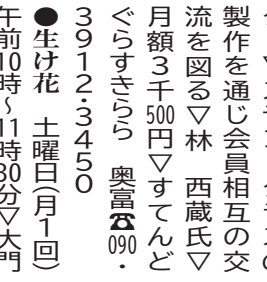 製作を通じ会員相互の交
流を図る▽林　西蔵氏▽
月額３千500円▽すてんど
ぐらすきらら　奥富☎090・
３９１２・３４５０
●生け花　土曜日（月１回）
午前10時～11時30分▽大門